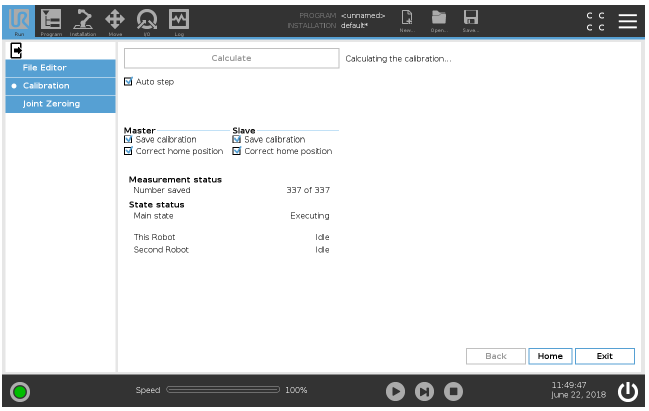 PROGRAM <unnamed>
INSTALLATION default*
UR
Run
Program
Installation
Move
I/O
Log
New...
Open...
Save...
C C
C C
File Editor
Calibration
Joint Zeroing
Calculate
Calculating the calibration...
Auto step
Master
Slave
Save calibration
Save calibration
Correct home position
Correct home position
Measurement status
Number saved 337 of 337
State status
Main state Executing
This Robot Idle
Second Robot Idle
Back
Home
Exit
Speed 100%
11:49:47
June 22, 2018